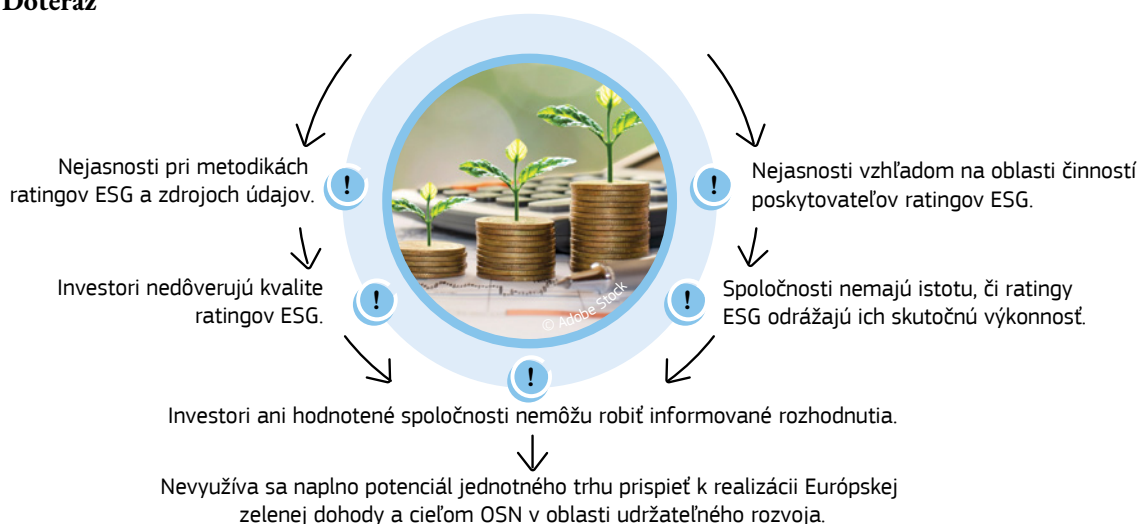 Doteraz
Nejasnosti pri metodikách
ratingov ESG a zdrojoch údajov.
!
Investori nedôverujú kvalite
ratingov ESG.
!
Nejasnosti vzhľadom na oblasti činností
poskytovateľov ratingov ESG.
!
Spoločnosti nemajú istotu, či ratingy
ESG odrážajú ich skutočnú výkonnosť.
!
© Adobe Stock
!
Investori ani hodnotené spoločnosti nemôžu robiť informované rozhodnutia.
Nevyužíva sa naplno potenciál jednotného trhu prispieť k realizácii Európskej
zelenej dohody a cieľom OSN v oblasti udržateľného rozvoja.